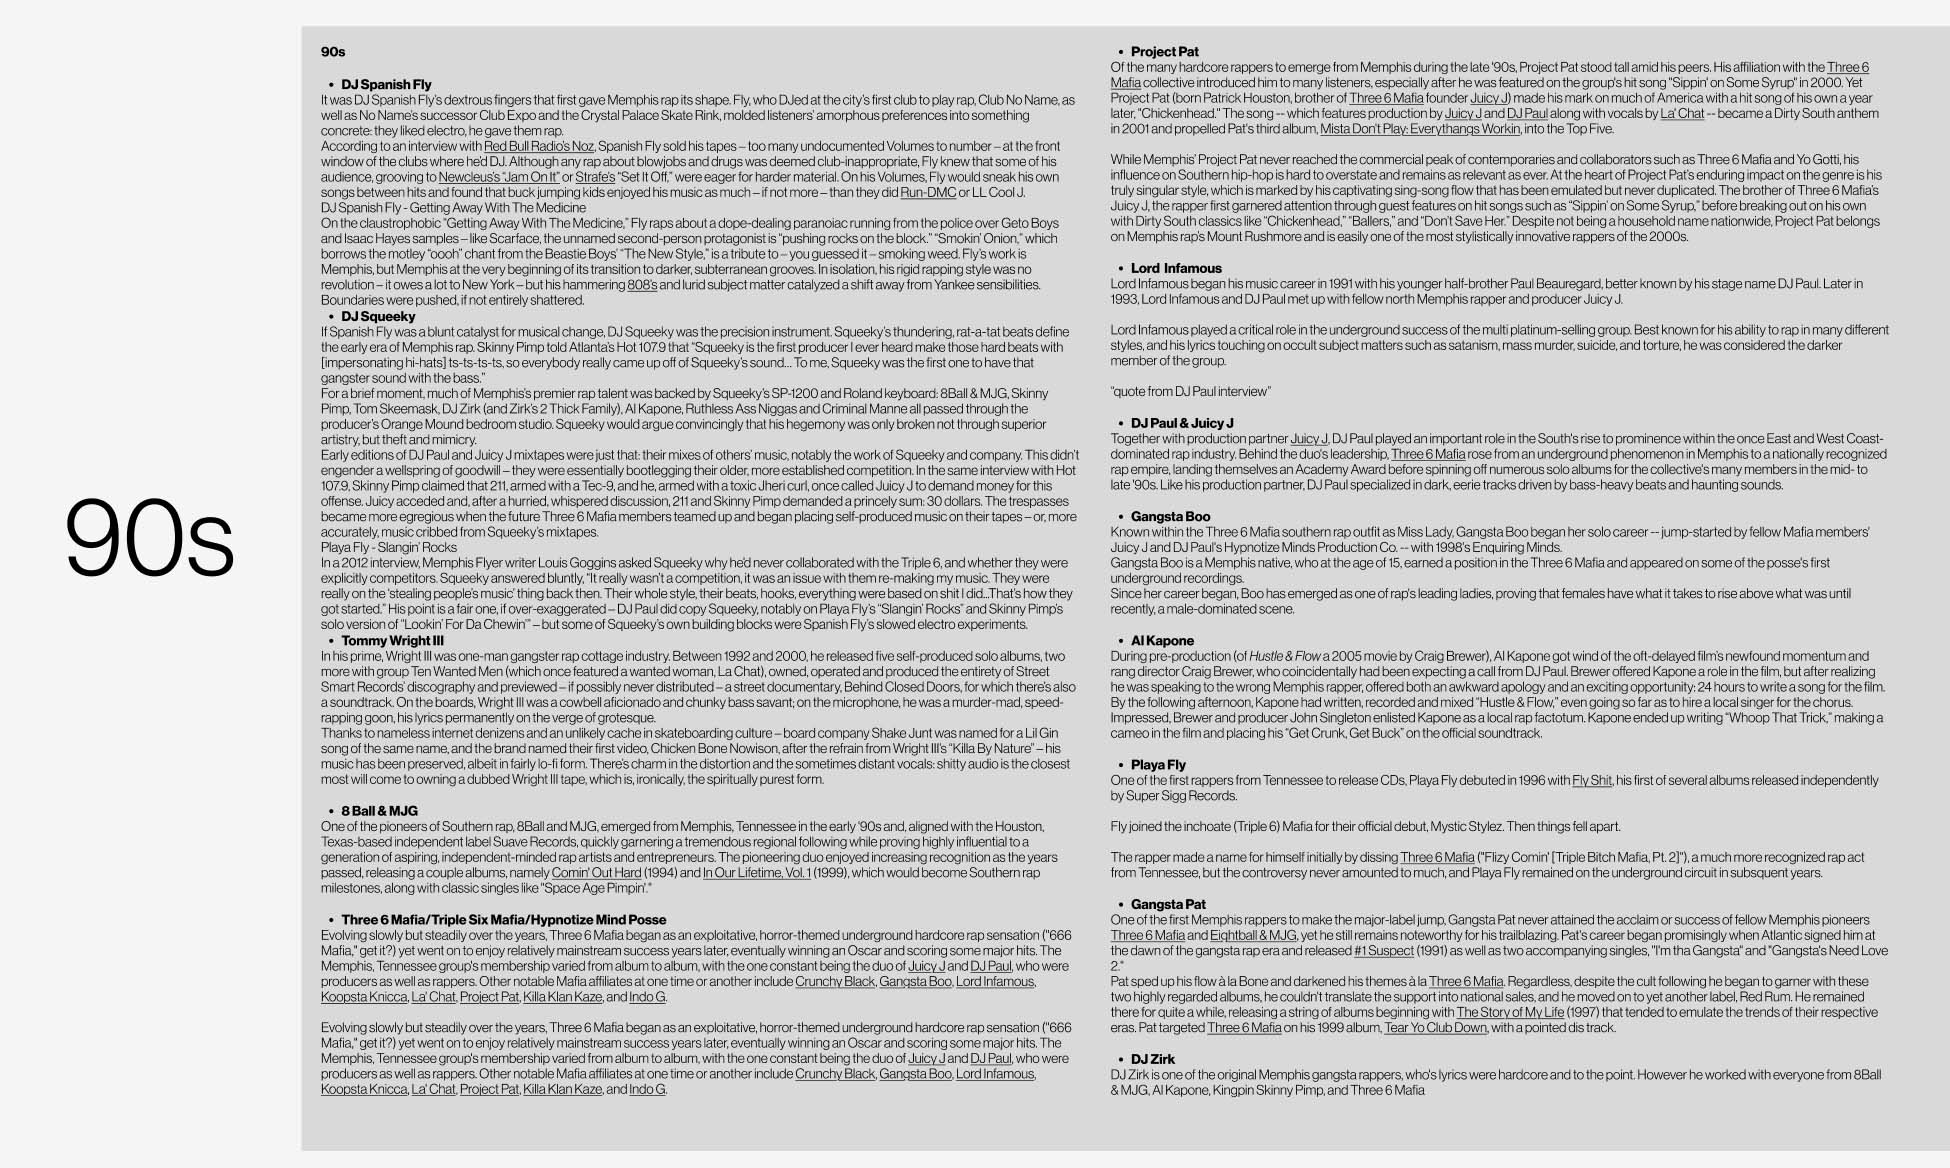 90s
90s
• DJ Spanish Fly
It was DJ Spanish Fly's dextrous fingers that first gave Memphis rap its shape. Fly, who DJed at the city's first club to play rap, Club No Name, as
well as No Name's successor Club Expo and the Crystal Palace Skate Rink, molded listeners' amorphous preferences into something
concrete: they liked electro, he gave them rap.
According to an interview with Red Bull Radio's Noz, Spanish Fly sold his tapes – too many undocumented Volumes to number – at the front
window of the clubs where he'd DJ. Although any rap about blowjobs and drugs was deemed club-inappropriate, Fly knew that some of his
audience, grooving to Newcleus's "Jam On It" or Strafe's "Set It Off," were eager for harder material. On his Volumes, Fly would sneak his own
songs between hits and found that buck jumping kids enjoyed his music as much – if not more – than they did Run-DMC or LL Cool J.
DJ Spanish Fly - Getting Away With The Medicine
On the claustrophobic "Getting Away With The Medicine," Fly raps about a dope-dealing paranoiac running from the police over Geto Boys
and Isaac Hayes samples – like Scarface, the unnamed second-person protagonist is "pushing rocks on the block." "Smokin' Onion," which
borrows the motley "oooh" chant from the Beastie Boys' "The New Style," is a tribute to – you guessed it – smoking weed. Fly's work is
Memphis, but Memphis at the very beginning of its transition to darker, subterranean grooves. In isolation, his rigid rapping style was no
revolution – it owes a lot to New York – but his hammering 808's and lurid subject matter catalyzed a shift away from Yankee sensibilities.
Boundaries were pushed, if not entirely shattered.
• DJ Squeeky
If Spanish Fly was a blunt catalyst for musical change, DJ Squeeky was the precision instrument. Squeeky's thundering, rat-a-tat beats define
the early era of Memphis rap. Skinny Pimp told Atlanta's Hot 107.9 that "Squeeky is the first producer I ever heard make those hard beats with
[impersonating hi-hats] ts-ts-ts-ts, so everybody really came up off of Squeeky's sound... To me, Squeeky was the first one to have that
gangster sound with the bass."
For a brief moment, much of Memphis's premier rap talent was backed by Squeeky's SP-1200 and Roland keyboard: 8Ball & MJG, Skinny
Pimp, Tom Skeemask, DJ Zirk (and Zirk's 2 Thick Family), Al Kapone, Ruthless Ass Niggas and Criminal Manne all passed through the
producer's Orange Mound bedroom studio. Squeeky would argue convincingly that his hegemony was only broken not through superior
artistry, but theft and mimicry.
Early editions of DJ Paul and Juicy J mixtapes were just that: their mixes of others' music, notably the work of Squeeky and company. This didn't
engender a wellspring of goodwill – they were essentially bootlegging their older, more established competition. In the same interview with Hot
107.9, Skinny Pimp claimed that 211, armed with a Tec-9, and he, armed with a toxic Jheri curl, once called Juicy J to demand money for this
offense. Juicy acceded and, after a hurried, whispered discussion, 211 and Skinny Pimp demanded a princely sum: 30 dollars. The trespasses
became more egregious when the future Three 6 Mafia members teamed up and began placing self-produced music on their tapes – or, more
accurately, music cribbed from Squeeky's mixtapes.
Playa Fly - Slangin' Rocks
In a 2012 interview, Memphis Flyer writer Louis Goggins asked Squeeky why he'd never collaborated with the Triple 6, and whether they were
explicitly competitors. Squeeky answered bluntly, "It really wasn't a competition, it was an issue with them re-making my music. They were
really on the 'stealing people's music' thing back then. Their whole style, their beats, hooks, everything were based on shit I did...That's how they
got started." His point is a fair one, if over-exaggerated – DJ Paul did copy Squeeky, notably on Playa Fly's "Slangin' Rocks" and Skinny Pimp's
solo version of "Lookin' For Da Chewin'" – but some of Squeeky's own building blocks were Spanish Fly's slowed electro experiments.
• Tommy Wright III
In his prime, Wright III was one-man gangster rap cottage industry. Between 1992 and 2000, he released five self-produced solo albums, two
more with group Ten Wanted Men (which once featured a wanted woman, La Chat), owned, operated and produced the entirety of Street
Smart Records' discography and previewed – if possibly never distributed – a street documentary, Behind Closed Doors, for which there's also
a soundtrack. On the boards, Wright III was a cowbell aficionado and chunky bass savant; on the microphone, he was a murder-mad, speed-
rapping goon, his lyrics permanently on the verge of grotesque.
Thanks to nameless internet denizens and an unlikely cache in skateboarding culture – board company Shake Junt was named for a Lil Gin
song of the same name, and the brand named their first video, Chicken Bone Nowison, after the refrain from Wright III's "Killa By Nature" – his
music has been preserved, albeit in fairly lo-fi form. There's charm in the distortion and the sometimes distant vocals: shitty audio is the closest
most will come to owning a dubbed Wright III tape, which is, ironically, the spiritually purest form.
• 8 Ball & MJG
One of the pioneers of Southern rap, 8Ball and MJG, emerged from Memphis, Tennessee in the early '90s and, aligned with the Houston,
Texas-based independent label Suave Records, quickly garnering a tremendous regional following while proving highly influential to a
generation of aspiring, independent-minded rap artists and entrepreneurs. The pioneering duo enjoyed increasing recognition as the years
passed, releasing a couple albums, namely Comin' Out Hard (1994) and In Our Lifetime, Vol. 1 (1999), which would become Southern rap
milestones, along with classic singles like "Space Age Pimpin'."
• Three 6 Mafia/Triple Six Mafia/Hypnotize Mind Posse
Evolving slowly but steadily over the years, Three 6 Mafia began as an exploitative, horror-themed underground hardcore rap sensation ("666
Mafia," get it?) yet went on to enjoy relatively mainstream success years later, eventually winning an Oscar and scoring some major hits. The
Memphis, Tennessee group's membership varied from album to album, with the one constant being the duo of Juicy J and DJ Paul, who were
producers as well as rappers. Other notable Mafia affiliates at one time or another include Crunchy Black, Gangsta Boo, Lord Infamous,
Koopsta Knicca, La' Chat, Project Pat, Killa Klan Kaze, and Indo G.
Evolving slowly but steadily over the years, Three 6 Mafia began as an exploitative, horror-themed underground hardcore rap sensation ("666
Mafia," get it?) yet went on to enjoy relatively mainstream success years later, eventually winning an Oscar and scoring some major hits. The
Memphis, Tennessee group's membership varied from album to album, with the one constant being the duo of Juicy J and DJ Paul, who were
producers as well as rappers. Other notable Mafia affiliates at one time or another include Crunchy Black, Gangsta Boo, Lord Infamous,
Koopsta Knicca, La' Chat, Project Pat, Killa Klan Kaze, and Indo G.
• Project Pat
Of the many hardcore rappers to emerge from Memphis during the late '90s, Project Pat stood tall amid his peers. His affiliation with the Three 6
Mafia collective introduced him to many listeners, especially after he was featured on the group's hit song "Sippin' on Some Syrup" in 2000. Yet
Project Pat (born Patrick Houston, brother of Three 6 Mafia founder Juicy J) made his mark on much of America with a hit song of his own a year
later, "Chickenhead." The song -- which features production by Juicy J and DJ Paul along with vocals by La' Chat -- became a Dirty South anthem
in 2001 and propelled Pat's third album, Mista Don't Play: Everythangs Workin, into the Top Five.
While Memphis' Project Pat never reached the commercial peak of contemporaries and collaborators such as Three 6 Mafia and Yo Gotti, his
influence on Southern hip-hop is hard to overstate and remains as relevant as ever. At the heart of Project Pat's enduring impact on the genre is his
truly singular style, which is marked by his captivating sing-song flow that has been emulated but never duplicated. The brother of Three 6 Mafia's
Juicy J, the rapper first garnered attention through guest features on hit songs such as "Sippin' on Some Syrup," before breaking out on his own
with Dirty South classics like "Chickenhead," "Ballers," and "Don't Save Her." Despite not being a household name nationwide, Project Pat belongs
on Memphis rap's Mount Rushmore and is easily one of the most stylistically innovative rappers of the 2000s.
• Lord Infamous
Lord Infamous began his music career in 1991 with his younger half-brother Paul Beauregard, better known by his stage name DJ Paul. Later in
1993, Lord Infamous and DJ Paul met up with fellow north Memphis rapper and producer Juicy J.
Lord Infamous played a critical role in the underground success of the multi platinum-selling group. Best known for his ability to rap in many different
styles, and his lyrics touching on occult subject matters such as satanism, mass murder, suicide, and torture, he was considered the darker
member of the group.
"quote from DJ Paul interview"
• DJ Paul & Juicy J
Together with production partner Juicy J, DJ Paul played an important role in the South's rise to prominence within the once East and West Coast-
dominated rap industry. Behind the duo's leadership, Three 6 Mafia rose from an underground phenomenon in Memphis to a nationally recognized
rap empire, landing themselves an Academy Award before spinning off numerous solo albums for the collective's many members in the mid- to
late '90s. Like his production partner, DJ Paul specialized in dark, eerie tracks driven by bass-heavy beats and haunting sounds.
• Gangsta Boo
Known within the Three 6 Mafia southern rap outfit as Miss Lady, Gangsta Boo began her solo career -- jump-started by fellow Mafia members'
Juicy J and DJ Paul's Hypnotize Minds Production Co. -- with 1998's Enquiring Minds.
Gangsta Boo is a Memphis native, who at the age of 15, earned a position in the Three 6 Mafia and appeared on some of the posse's first
underground recordings.
Since her career began, Boo has emerged as one of rap's leading ladies, proving that females have what it takes to rise above what was until
recently, a male-dominated scene.
• Al Kapone
During pre-production (of Hustle & Flow a 2005 movie by Craig Brewer), Al Kapone got wind of the oft-delayed film's newfound momentum and
rang director Craig Brewer, who coincidentally had been expecting a call from DJ Paul. Brewer offered Kapone a role in the film, but after realizing
he was speaking to the wrong Memphis rapper, offered both an awkward apology and an exciting opportunity: 24 hours to write a song for the film.
By the following afternoon, Kapone had written, recorded and mixed "Hustle & Flow," even going so far as to hire a local singer for the chorus.
Impressed, Brewer and producer John Singleton enlisted Kapone as a local rap factotum. Kapone ended up writing "Whoop That Trick," making a
cameo in the film and placing his "Get Crunk, Get Buck" on the official soundtrack.
• Playa Fly
One of the first rappers from Tennessee to release CDs, Playa Fly debuted in 1996 with Fly Shit, his first of several albums released independently
by Super Sigg Records.
Fly joined the inchoate (Triple 6) Mafia for their official debut, Mystic Stylez. Then things fell apart.
The rapper made a name for himself initially by dissing Three 6 Mafia ("Flizy Comin' [Triple Bitch Mafia, Pt. 2]"), a much more recognized rap act
from Tennessee, but the controversy never amounted to much, and Playa Fly remained on the underground circuit in subsquent years.
• Gangsta Pat
One of the first Memphis rappers to make the major-label jump, Gangsta Pat never attained the acclaim or success of fellow Memphis pioneers
Three 6 Mafia and Eightball & MJG, yet he still remains noteworthy for his trailblazing. Pat's career began promisingly when Atlantic signed him at
the dawn of the gangsta rap era and released #1 Suspect (1991) as well as two accompanying singles, "I'm tha Gangsta" and "Gangsta's Need Love
2."
Pat sped up his flow à la Bone and darkened his themes à la Three 6 Mafia. Regardless, despite the cult following he began to garner with these
two highly regarded albums, he couldn't translate the support into national sales, and he moved on to yet another label, Red Rum. He remained
there for quite a while, releasing a string of albums beginning with The Story of My Life (1997) that tended to emulate the trends of their respective
eras. Pat targeted Three 6 Mafia on his 1999 album, Tear Yo Club Down, with a pointed dis track.
• DJ Zirk
DJ Zirk is one of the original Memphis gangsta rappers, who's lyrics were hardcore and to the point. However he worked with everyone from 8Ball
& MJG, Al Kapone, Kingpin Skinny Pimp, and Three 6 Mafia